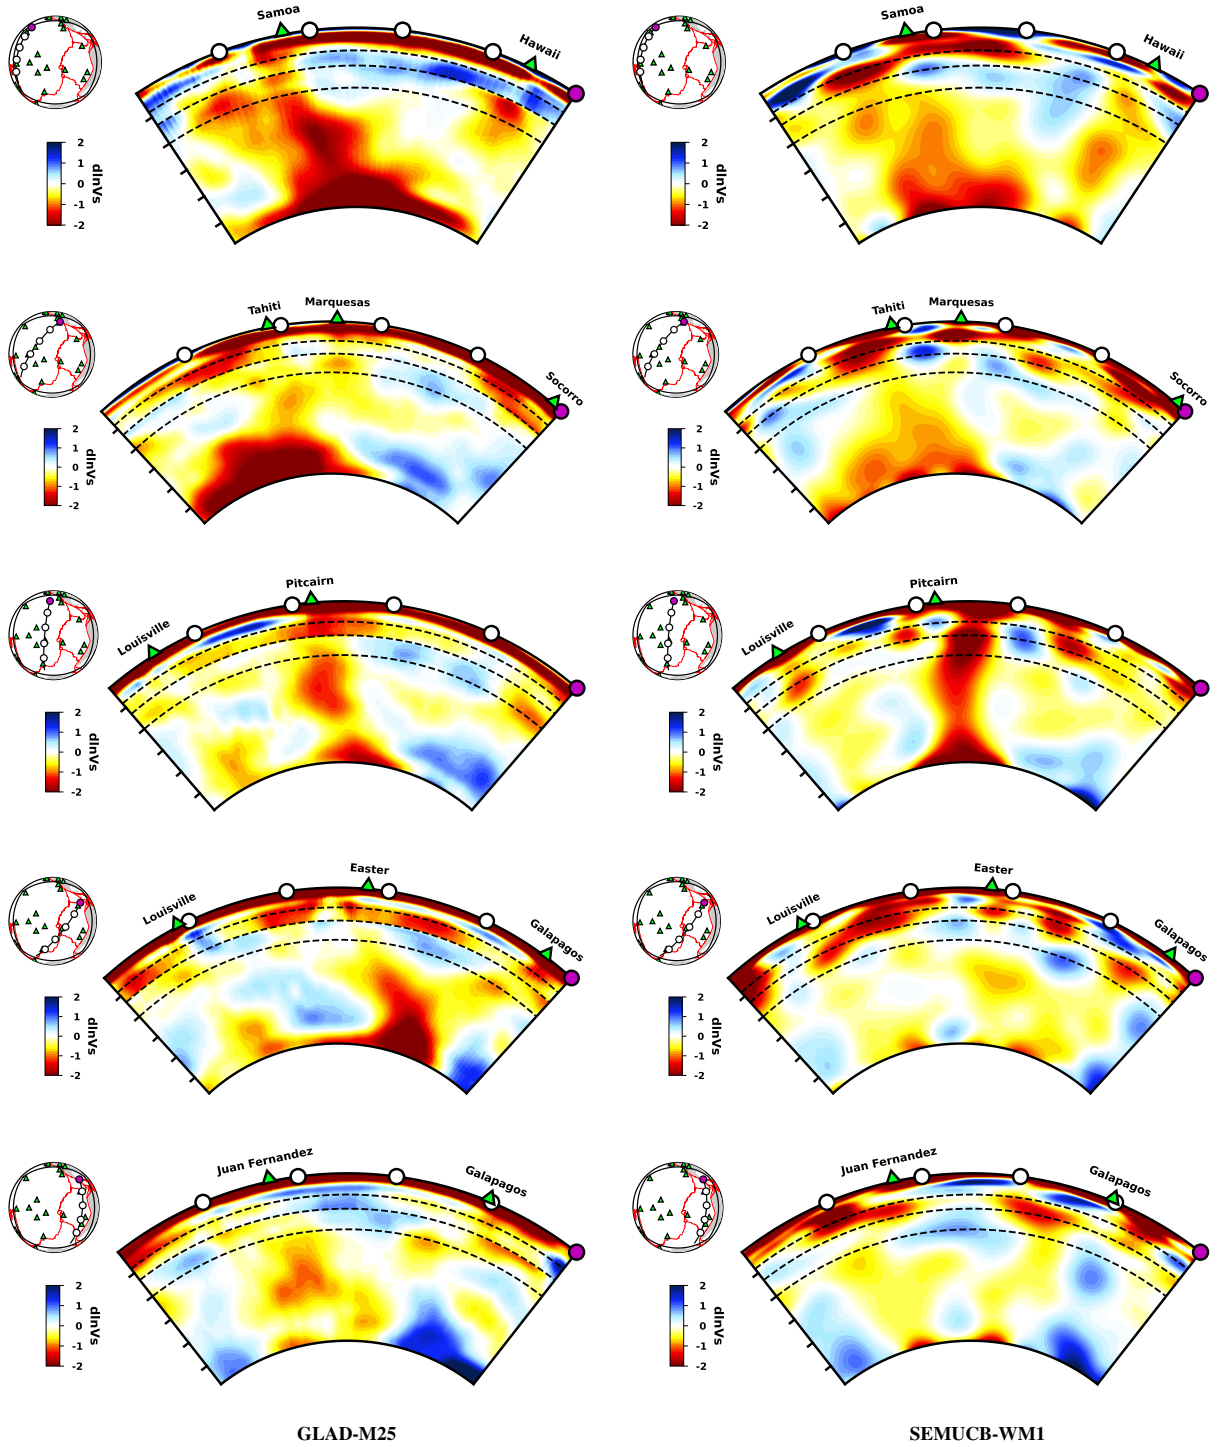 Samoa
Hawaii
2
1
0
-1
-2
dlnVs
Samoa
Hawaii
2
1
0
-1
-2
dlnVs
Tahiti
Marquesas
Socorro
2
1
0
-1
-2
dlnVs
Tahiti
Marquesas
Socorro
2
1
0
-1
-2
dlnVs
Louisville
Pitcairn
2
1
0
-1
-2
dlnVs
Louisville
Pitcairn
2
1
0
-1
-2
dlnVs
Louisville
Easter
Galapagos
2
1
0
-1
-2
dlnVs
Louisville
Easter
Galapagos
2
1
0
-1
-2
dlnVs
Juan Fernandez
Galapagos
2
1
0
-1
-2
dlnVs
Juan Fernandez
Galapagos
2
1
0
-1
-2
dlnVs
GLAD-M25
SEMUCB-WM1